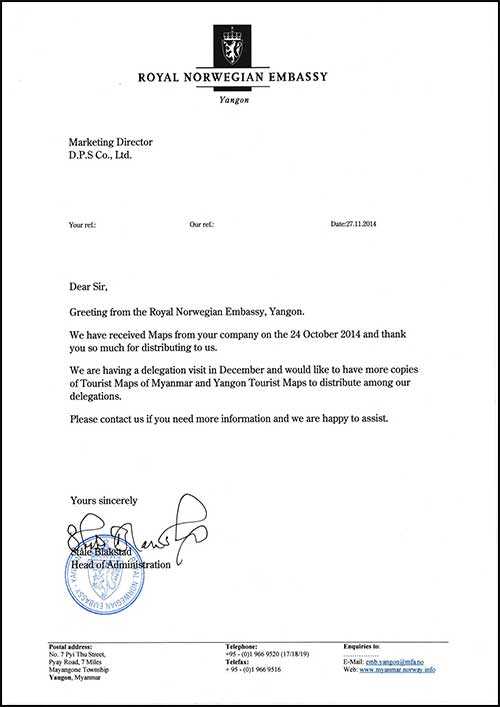 ROYAL NORWEGIAN EMBASSY
Yangon
Marketing Director
D.P.S Co., Ltd.
Your ref.:
Our ref.:
Date:27.11.2014
Dear Sir,
Greeting from the Royal Norwegian Embassy, Yangon.
We have received Maps from your company on the 24 October 2014 and thank
you so much for distributing to us.
We are having a delegation visit in December and would like to have more copies
of Tourist Maps of Myanmar and Yangon Tourist Maps to distribute among our
delegations.
Please contact us if you need more information and we are happy to assist.
Yours sincerely
Ståle Blakstad
Head of Administration
NORWEGIAN EMBASSY
Postal address:
No. 7 Pyi Thu Street,
Pyay Road, 7 Miles
Mayangone Township
Yangon, Myanmar
Telephone:
+95 - (0)1 966 9520 (17/18/19)
Telefax:
+ 95 - (0)1 966 9516
Enquiries to:
E-Mail: emb.yangon@mfa.no
Web: www.myanmar.norway.info